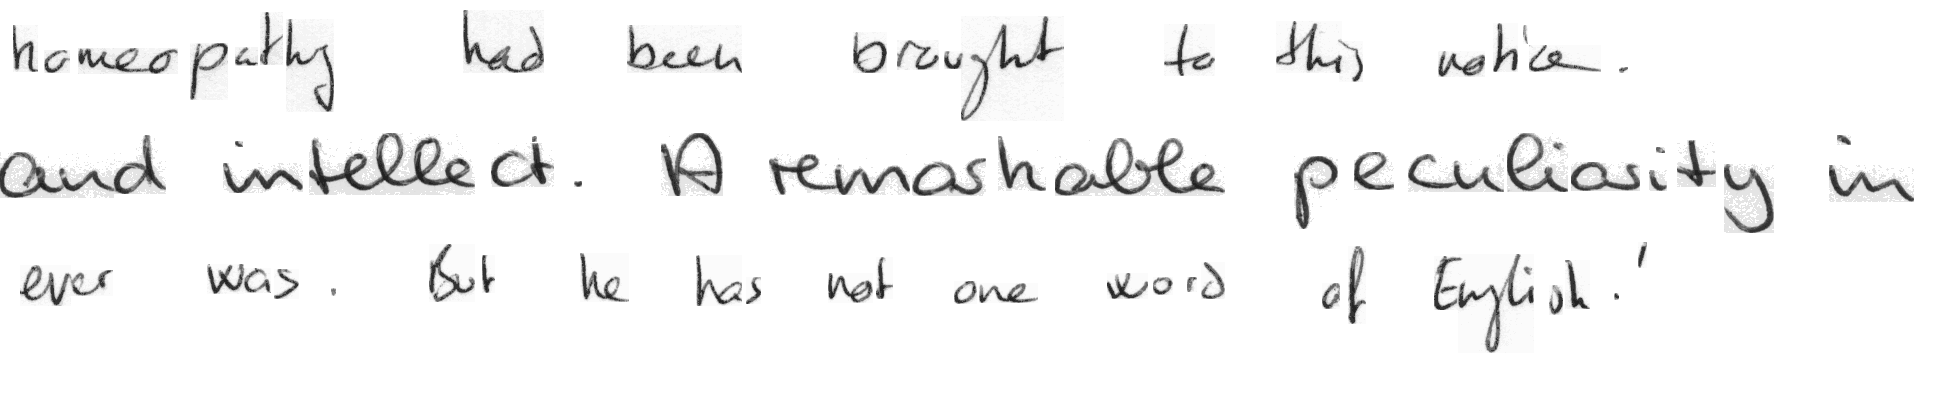 homeopathy had been brought to this notice.
and intellect. A remarkable peculiarity in
ever was. But he has not one word of English.'